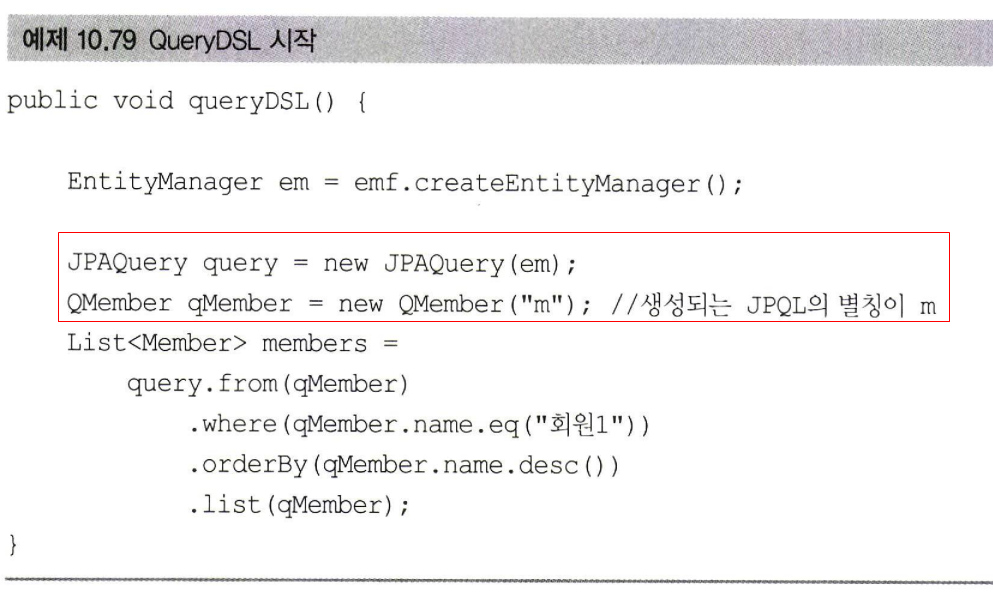 예제 10.79 QueryDSL 시작
public void queryDSL() {
EntityManager em = emf.createEntityManager();
JPAQuery query = new JPAQuery(em);
QMember qMember = new QMember("m"); //생성되는 JPQL의 별칭이 m
List<Member> members =
query.from(qMember)
.where(qMember.name.eq("회원1"))
.orderBy(qMember.name.desc())
.list(qMember);
}